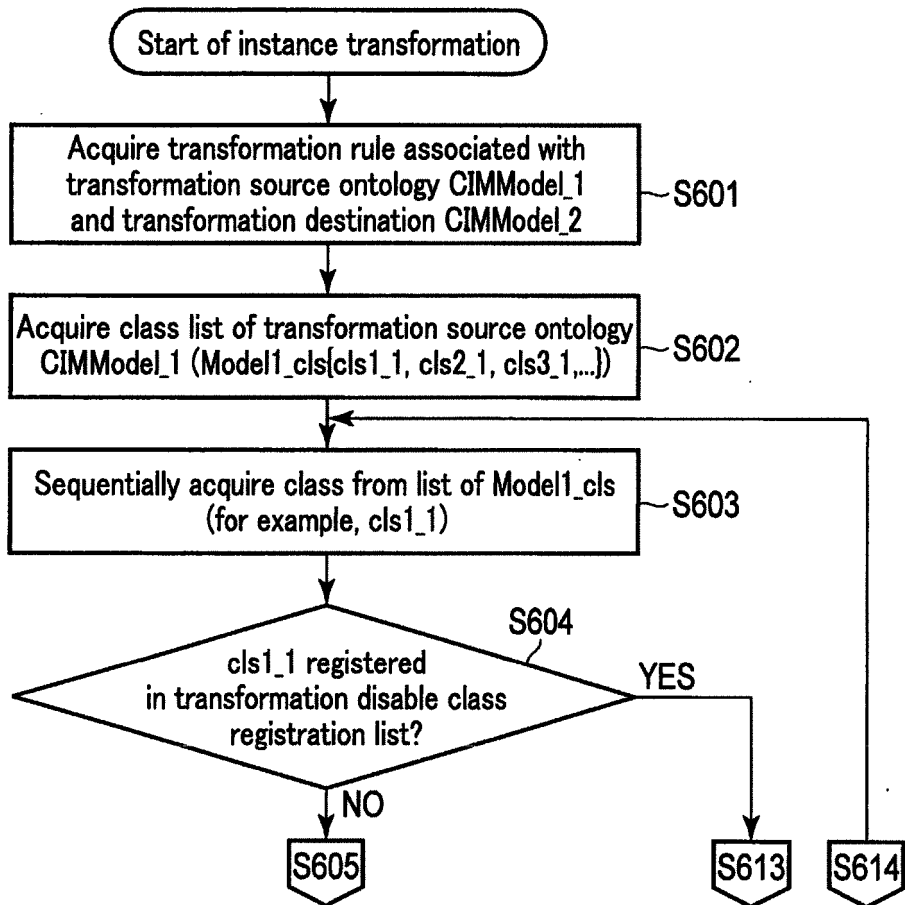 Start of instance transformation
Acquire transformation rule associated with
transformation source ontology CIMModel_1
and transformation destination CIMModel_2
S601
Acquire class list of transformation source ontology
CIMModel_1 (Model1_cls{cls1_1, cls2_1, cls3_1,...})
S602
Sequentially acquire class from list of Model1_cls
(for example, cls1_1)
S603
S604
cls1_1 registered
in transformation disable class
registration list?
YES
NO
S605
S613
S614